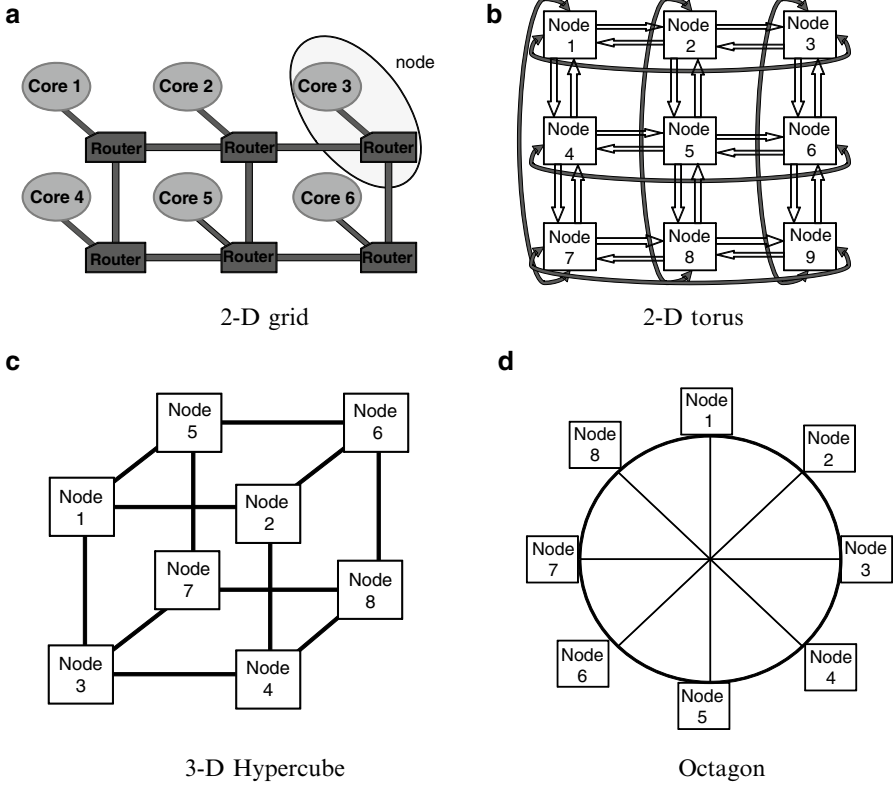 a
node
Core 1
Core 2
Core 3
Router
Router
Router
Core 4
Core 5
Core 6
Router
Router
Router
2-D grid
b
Node
1
Node
2
Node
3
Node
4
Node
5
Node
6
Node
7
Node
8
Node
9
2-D torus
c
Node
5
Node
6
Node
1
Node
2
Node
7
Node
8
Node
3
Node
4
3-D Hypercube
d
Node
1
Node
2
Node
8
Node
7
Node
3
Node
6
Node
4
Node
5
Octagon